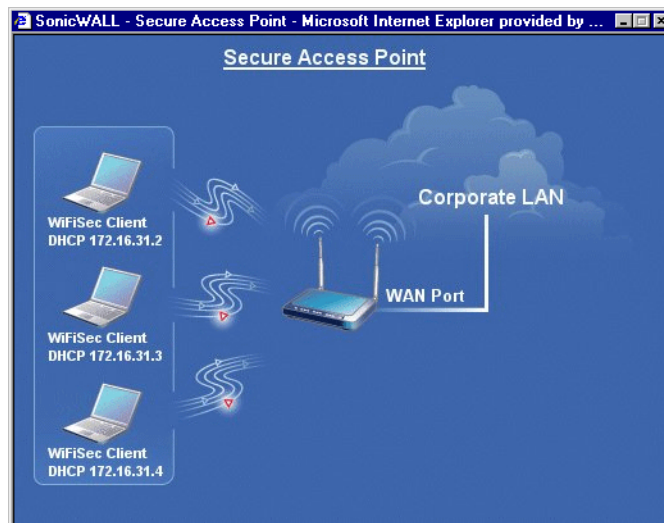 SonicWALL - Secure Access Point - Microsoft Internet Explorer provided by ...
Secure Access Point
WiFiSec Client
DHCP 172.16.31.2
WiFiSec Client
DHCP 172.16.31.3
WiFiSec Client
DHCP 172.16.31.4
Corporate LAN
WAN Port